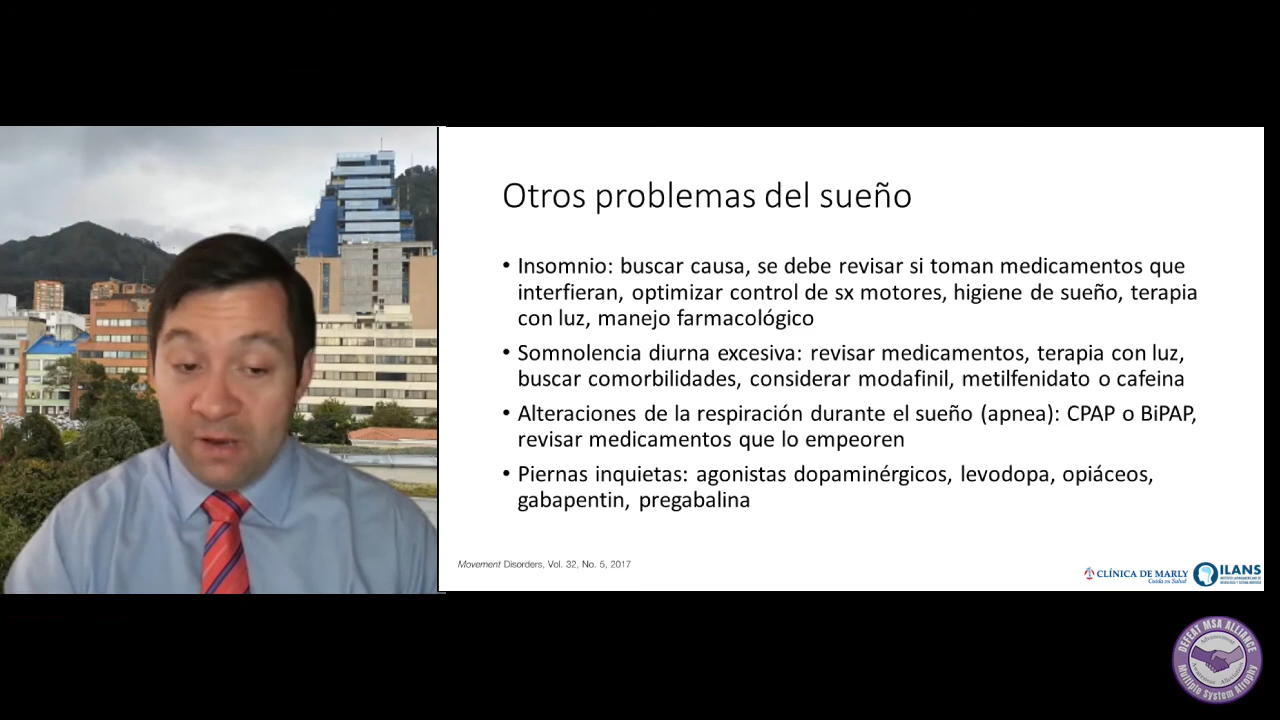 Otros problemas del sueño
• Insomnio: buscar causa, se debe revisar si toman medicamentos que
interfieran, optimizar control de sx motores, higiene de sueño, terapia
con luz, manejo farmacológico
• Somnolencia diurna excesiva: revisar medicamentos, terapia con luz,
buscar comorbilidades, considerar modafinil, metilfenidato o cafeina
• Alteraciones de la respiración durante el sueño (apnea): CPAP o BiPAP,
revisar medicamentos que lo empeoren
• Piernas inquietas: agonistas dopaminérgicos, levodopa, opiáceos,
gabapentin, pregabalina
Movement Disorders, Vol. 32, No. 5, 2017
CLÍNICA DE MARLY
Cuida su Salud
ILANS
DEFEAT MSA ALLIANCE
Multiple System Atrophy